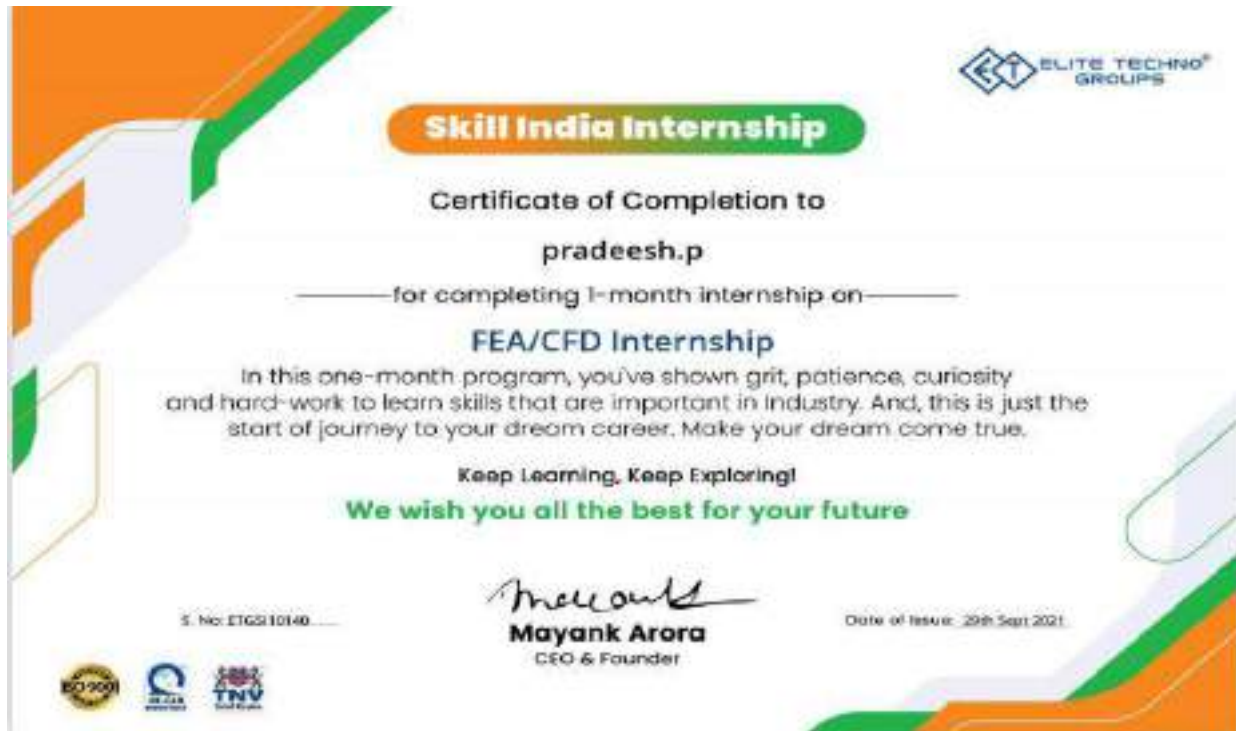 ELITE TECHNO®
GROUPS
Skill India Internship
Certificate of Completion to
pradeesh.p
for completing 1-month internship on
FEA/CFD Internship
In this one-month program, you've shown grit, patience, curiosity
and hard-work to learn skills that are important in Industry. And, this is just the
start of journey to your dream career. Make your dream come true.
Keep Learning, Keep Exploring!
We wish you all the best for your future
S. No: ETGSI10140
Mayank Arora
CEO & Founder
Date of Issue: 29th Sept 2021
ISO 9001
TNV